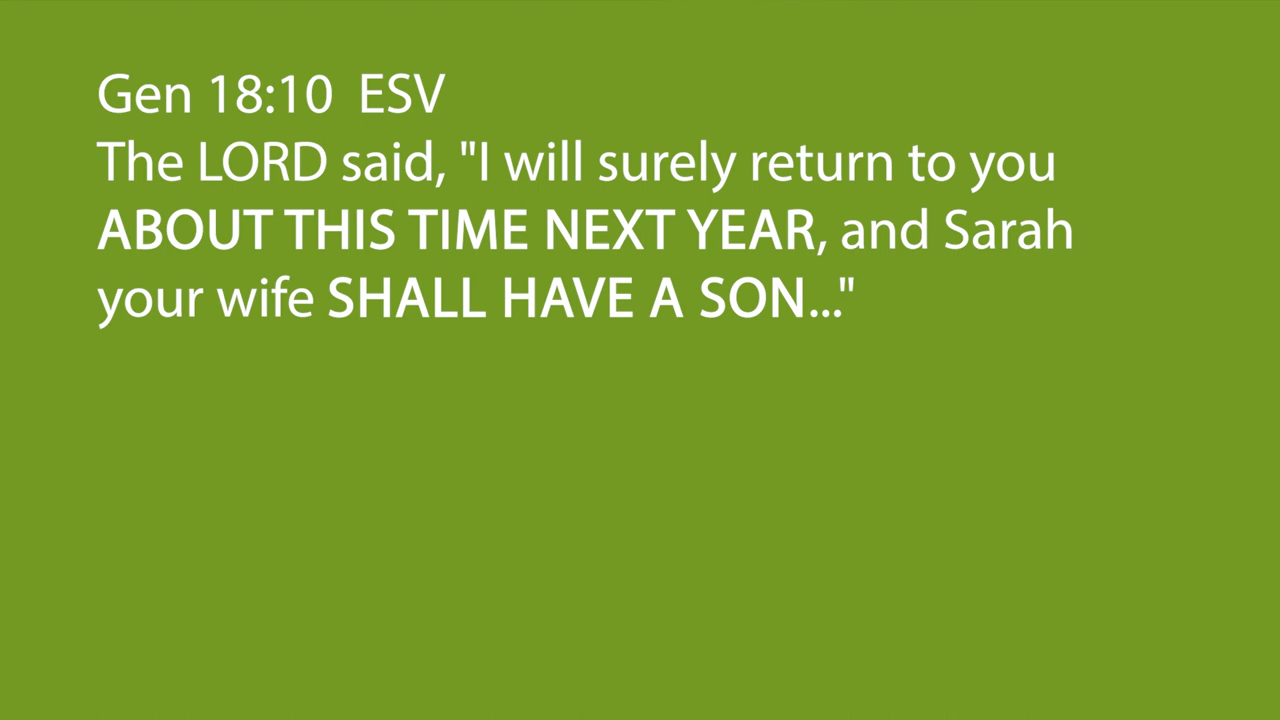 Gen 18:10  ESV
The LORD said, "I will surely return to you
ABOUT THIS TIME NEXT YEAR, and Sarah
your wife SHALL HAVE A SON..."